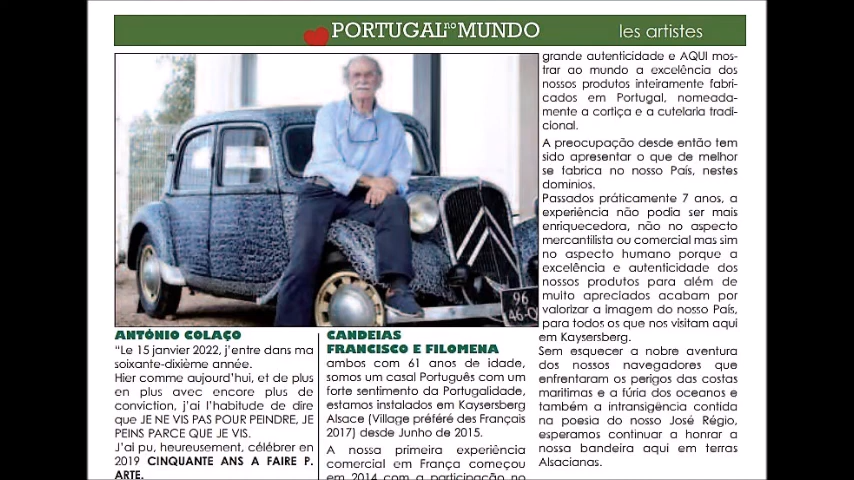 PORTUGAL no MUNDO
les artistes
96
46-Q
ANTÓNIO COLAÇO
“Le 15 janvier 2022, j’entre dans ma
soixante-dixième année.
Hier comme aujourd’hui, et de plus
en plus avec encore plus de
conviction, j’ai l’habitude de dire
que JE NE VIS PAS POUR PEINDRE, JE
PEINS PARCE QUE JE VIS.
J’ai pu, heureusement, célébrer en
2019 CINQUANTE ANS A FAIRE P.
ARTE.
CANDEIAS
FRANCISCO E FILOMENA
ambos com 61 anos de idade,
somos um casal Português com um
forte sentimento da Portugalidade,
estamos instalados em Kaysersberg
Alsace (Village préféré des Français
2017) desde Junho de 2015.
A nossa primeira experiência
comercial em França começou
em 2014 com a participação no
grande autenticidade e AQUI mos-
trar ao mundo a excelência dos
nossos produtos inteiramente fabri-
cados em Portugal, nomeada-
mente a cortiça e a cutelaria tradi-
cional.
A preocupação desde então tem
sido apresentar o que de melhor
se fabrica no nosso País, nestes
dominios.
Passados práticamente 7 anos, a
experiência não podia ser mais
enriquecedora, não no aspecto
mercantilista ou comercial mas sim
no aspecto humano porque a
excelência e autenticidade dos
nossos produtos para além de
muito apreciados acabam por
valorizar a imagem do nosso País,
para todos os que nos visitam aqui
em Kaysersberg.
Sem esquecer a nobre aventura
dos nossos navegadores que
enfrentaram os perigos das costas
maritimas e a fúria dos oceanos e
também a intransigência contida
na poesia do nosso José Régio,
esperamos continuar a honrar a
nossa bandeira aqui em terras
Alsacianas.